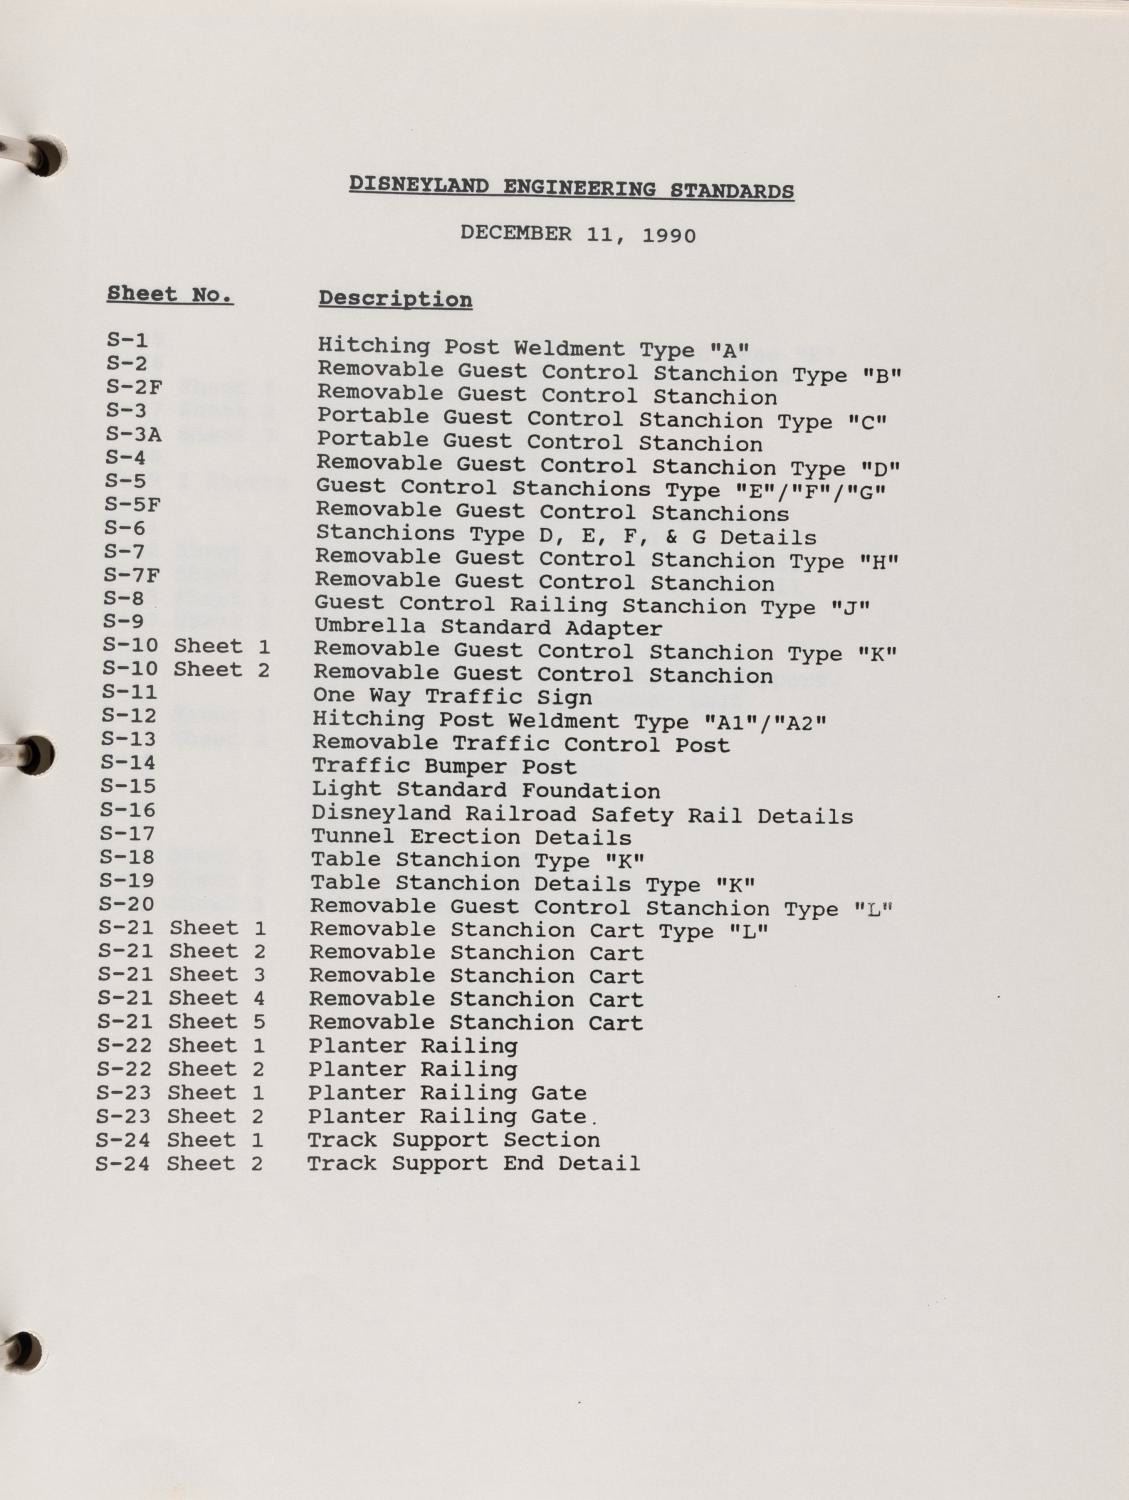 DISNEYLAND ENGINEERING STANDARDS
DECEMBER 11, 1990
Sheet No. Description
S-1 Hitching Post Weldment Type "A"
S-2 Removable Guest Control Stanchion Type "B"
S-2F Removable Guest Control Stanchion
S-3 Portable Guest Control Stanchion Type "C"
S-3A Portable Guest Control Stanchion
S-4 Removable Guest Control Stanchion Type "D"
S-5 Guest Control Stanchions Type "E"/"F"/"G"
S-5F Removable Guest Control Stanchions
S-6 Stanchions Type D, E, F, & G Details
S-7 Removable Guest Control Stanchion Type "H"
S-7F Removable Guest Control Stanchion
S-8 Guest Control Railing Stanchion Type "J"
S-9 Umbrella Standard Adapter
S-10 Sheet 1 Removable Guest Control Stanchion Type "K"
S-10 Sheet 2 Removable Guest Control Stanchion
S-11 One Way Traffic Sign
S-12 Hitching Post Weldment Type "A1"/"A2"
S-13 Removable Traffic Control Post
S-14 Traffic Bumper Post
S-15 Light Standard Foundation
S-16 Disneyland Railroad Safety Rail Details
S-17 Tunnel Erection Details
S-18 Table Stanchion Type "K"
S-19 Table Stanchion Details Type "K"
S-20 Removable Guest Control Stanchion Type "L"
S-21 Sheet 1 Removable Stanchion Cart Type "L"
S-21 Sheet 2 Removable Stanchion Cart
S-21 Sheet 3 Removable Stanchion Cart
S-21 Sheet 4 Removable Stanchion Cart
S-21 Sheet 5 Removable Stanchion Cart
S-22 Sheet 1 Planter Railing
S-22 Sheet 2 Planter Railing
S-23 Sheet 1 Planter Railing Gate
S-23 Sheet 2 Planter Railing Gate.
S-24 Sheet 1 Track Support Section
S-24 Sheet 2 Track Support End Detail